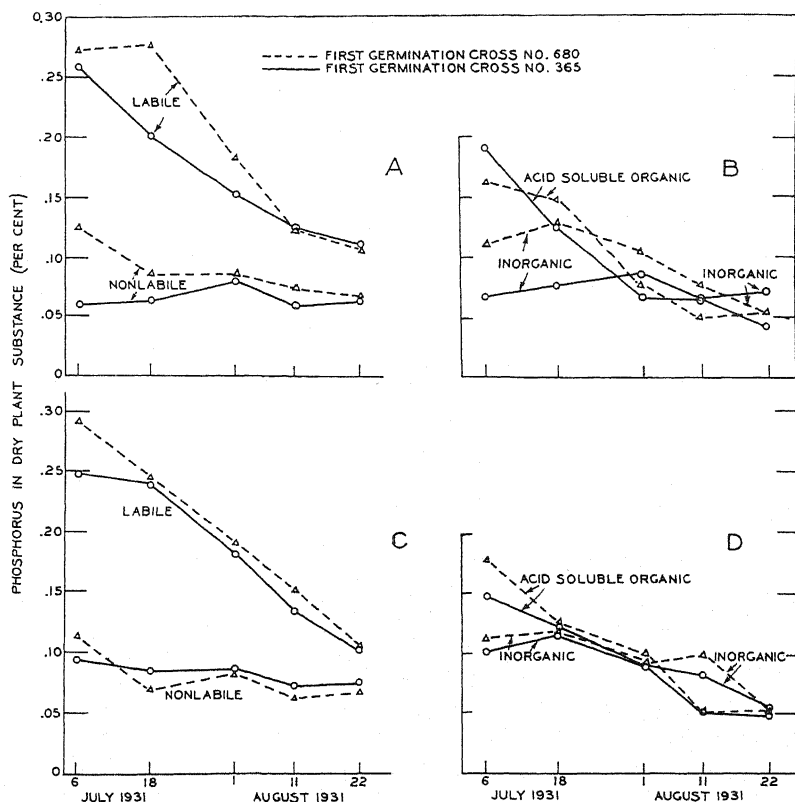 0.30
.25
.20
.15
.10
.05
0
PHOSPHORUS IN DRY PLANT SUBSTANCE (PER CENT)
FIRST GERMINATION CROSS NO. 680
FIRST GERMINATION CROSS NO. 365
LABILE
NONLABILE
A
B
ACID SOLUBLE ORGANIC
INORGANIC
INORGANIC
.30
.25
.20
.15
.10
.05
0
LABILE
NONLABILE
C
D
ACID SOLUBLE ORGANIC
INORGANIC
INORGANIC
6 18 1 11 22
JULY 1931 AUGUST 1931
6 18 1 11 22
JULY 1931 AUGUST 1931